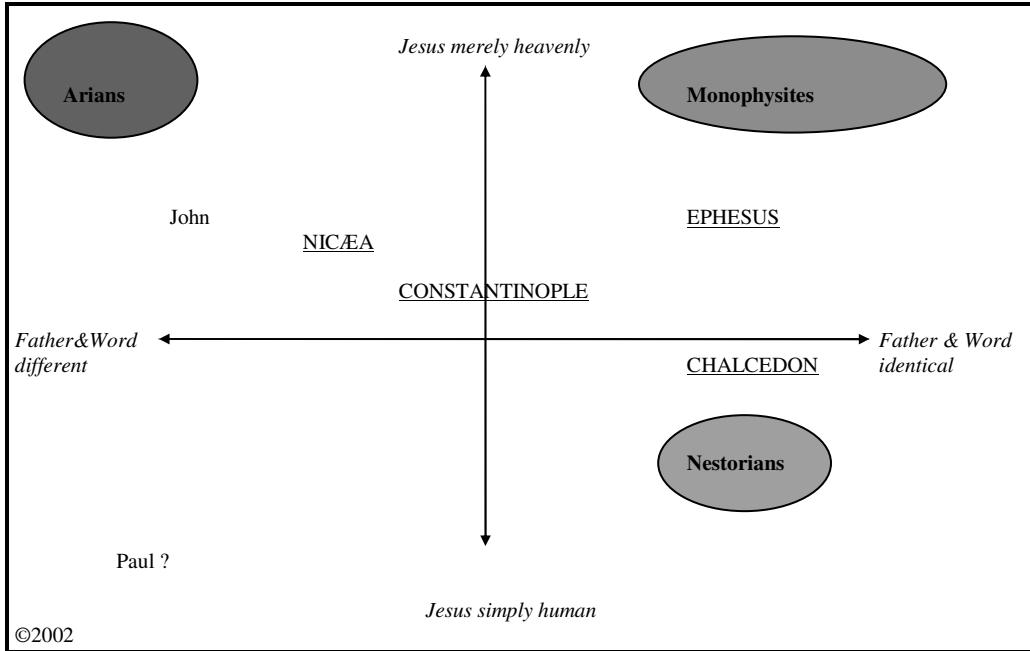 Jesus merely heavenly
Arians
Monophysites
John
EPHESUS
NICÆA
CONSTANTINOPLE
Father&Word
different
Father & Word
identical
CHALCEDON
Nestorians
Paul ?
Jesus simply human
©2002